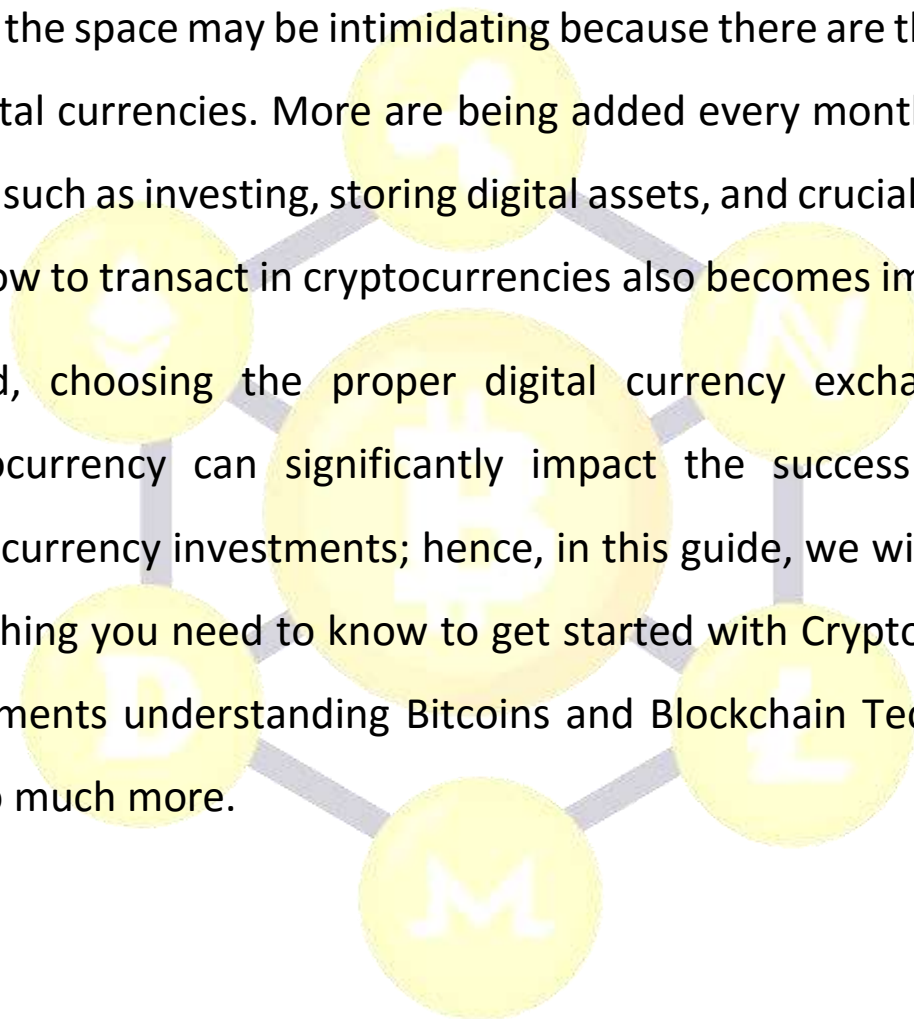 the space may be intimidating because there are th
tal currencies. More are being added every mont
such as investing, storing digital assets, and crucial
ow to transact in cryptocurrencies also becomes im
d, choosing the proper digital currency excha
ocurrency can significantly impact the success
currency investments; hence, in this guide, we wi
thing you need to know to get started with Crypto
ments understanding Bitcoins and Blockchain Tec
o much more.